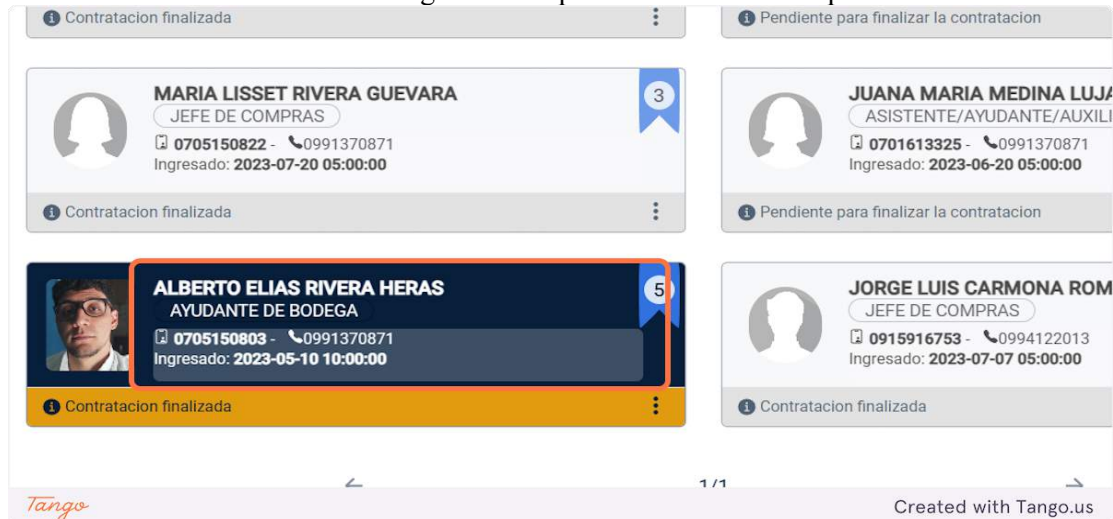 Contratacion finalizada
Pendiente para finalizar la contratacion
MARIA LISSET RIVERA GUEVARA
JEFE DE COMPRAS
0705150822 - 0991370871
Ingresado: 2023-07-20 05:00:00
3
Contratacion finalizada
JUANA MARIA MEDINA LUJA
ASISTENTE/AYUDANTE/AUXILI
0701613325 - 0991370871
Ingresado: 2023-06-20 05:00:00
Pendiente para finalizar la contratacion
ALBERTO ELIAS RIVERA HERAS
AYUDANTE DE BODEGA
0705150803 - 0991370871
Ingresado: 2023-05-10 10:00:00
5
Contratacion finalizada
JORGE LUIS CARMONA ROM
JEFE DE COMPRAS
0915916753 - 0994122013
Ingresado: 2023-07-07 05:00:00
Contratacion finalizada
1/1
Tango
Created with Tango.us